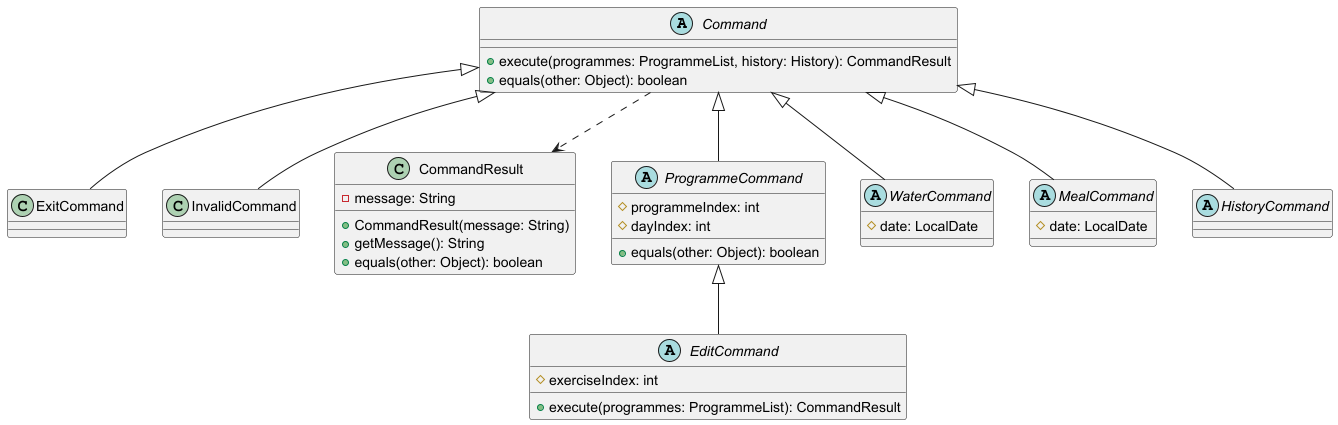 A Command
execute(programmes: ProgrammeList, history: History): CommandResult
equals(other: Object): boolean
C ExitCommand
C InvalidCommand
C CommandResult
message: String
CommandResult(message: String)
getMessage(): String
equals(other: Object): boolean
A ProgrammeCommand
programmeIndex: int
dayIndex: int
equals(other: Object): boolean
A WaterCommand
date: LocalDate
A MealCommand
date: LocalDate
A HistoryCommand
A EditCommand
exerciseIndex: int
execute(programmes: ProgrammeList): CommandResult